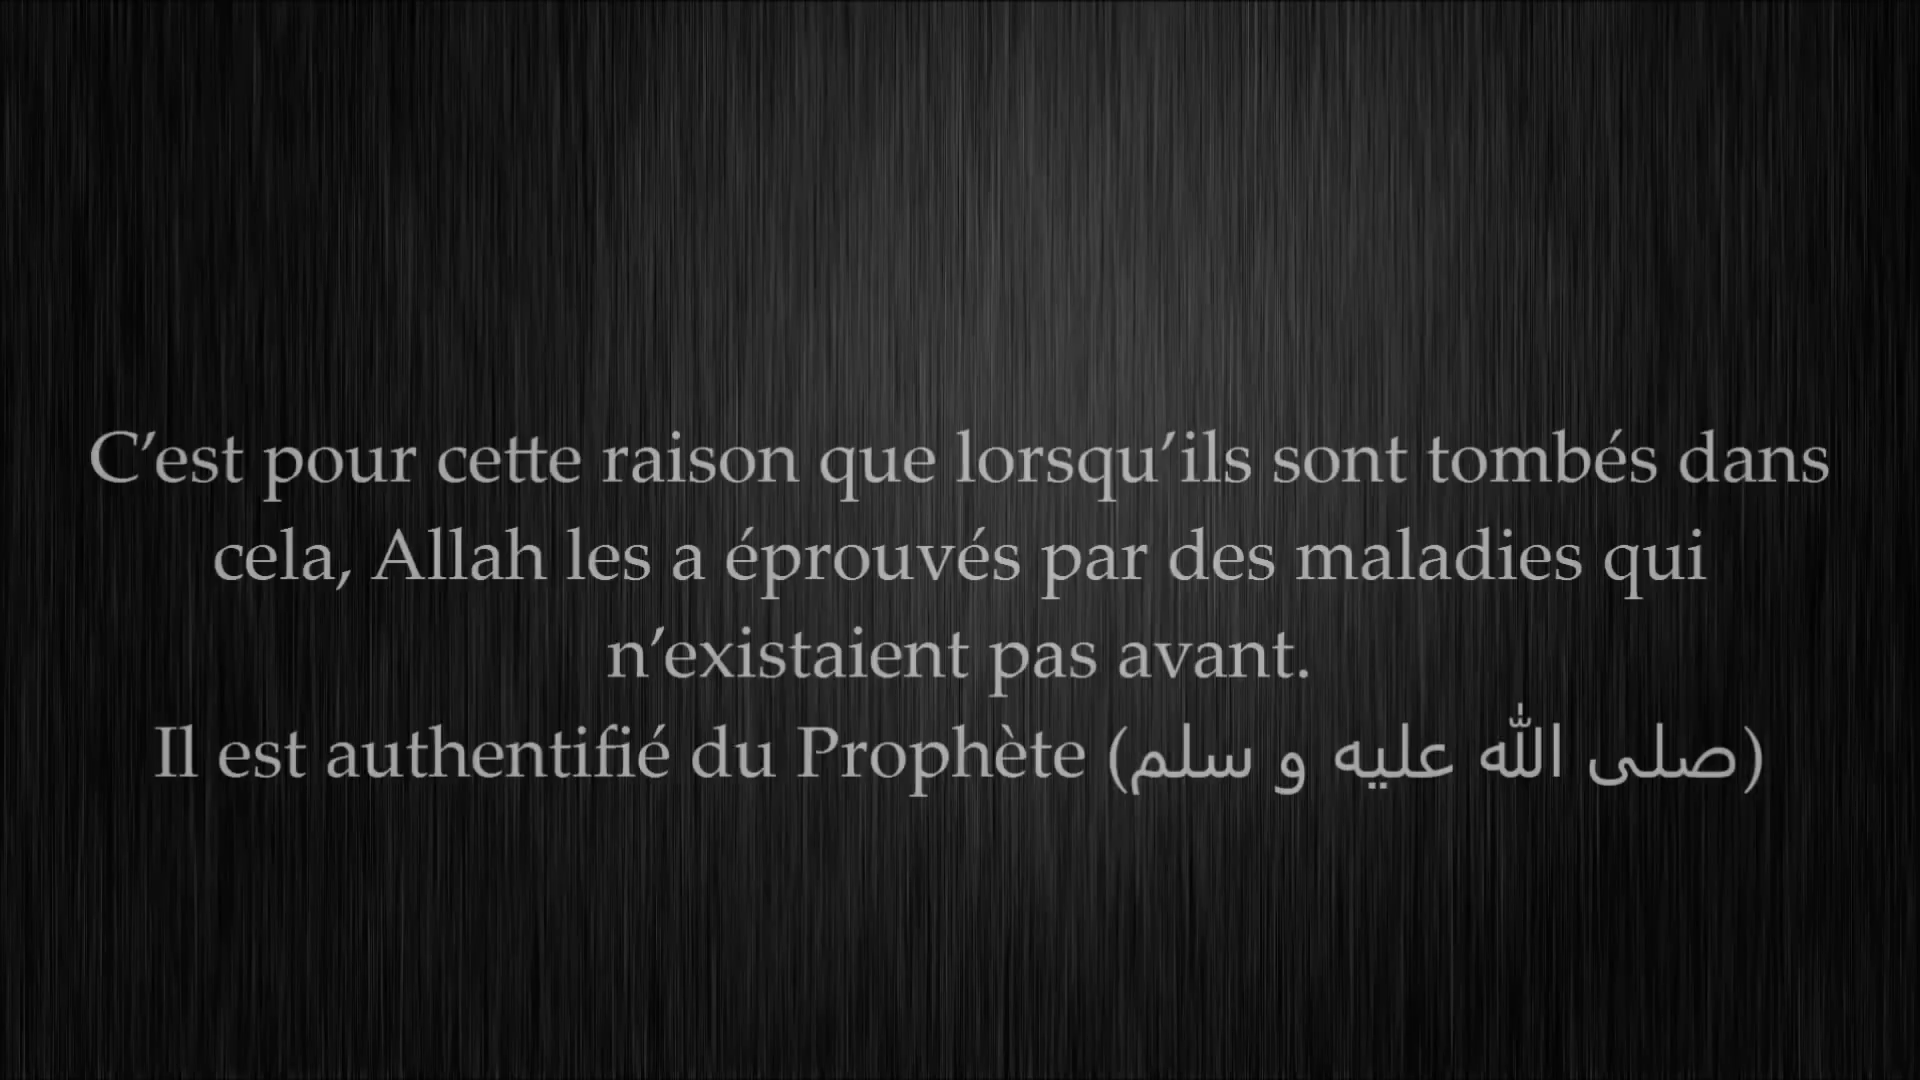 C’est pour cette raison que lorsqu’ils sont tombés dans
cela, Allah les a éprouvés par des maladies qui
n’existaient pas avant.
Il est authentifié du Prophète (صلى الله عليه و سلم)